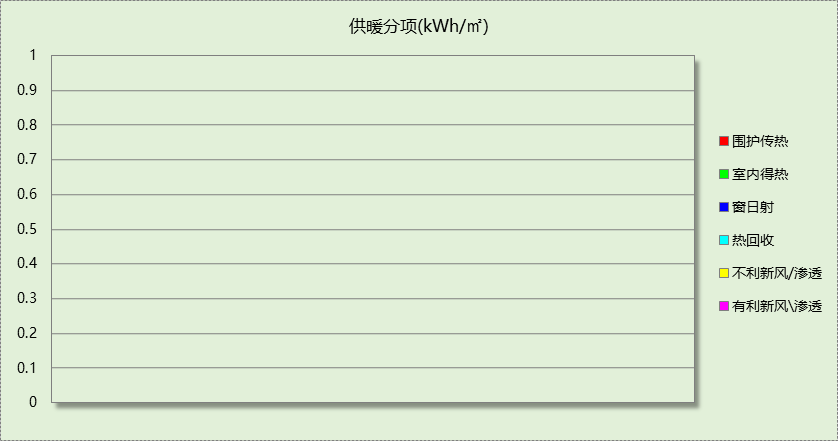 供暖分项(kWh/㎡)
1
0.9
0.8
0.7
0.6
0.5
0.4
0.3
0.2
0.1
0
围护传热
室内得热
窗日射
热回收
不利新风/渗透
有利新风\渗透